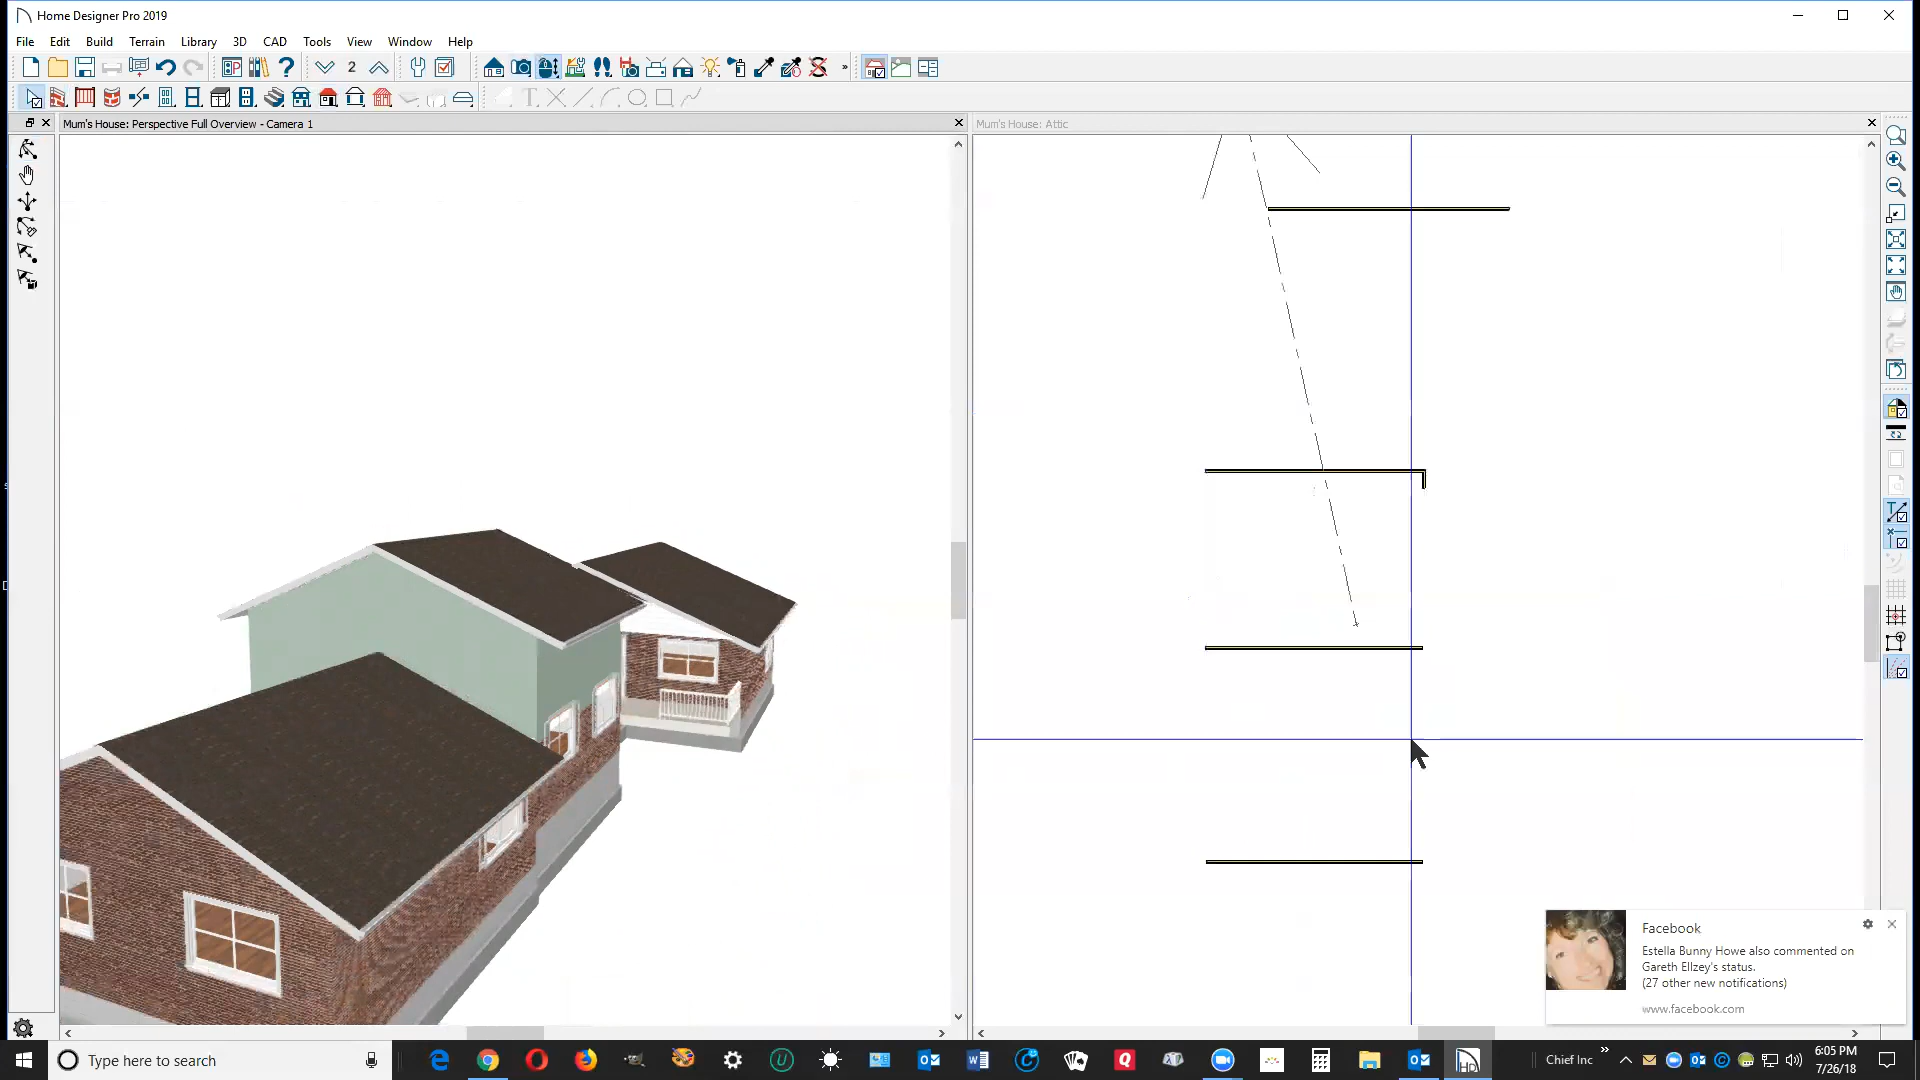 Home Designer Pro 2019
File Edit Build Terrain Library 3D CAD Tools View Window Help
2
Mum's House: Perspective Full Overview - Camera 1
Mum's House: Attic
Facebook
Estella Bunny Howe also commented on
Gareth Ellzey's status.
(27 other new notifications)
www.facebook.com
Type here to search
Chief Inc
6:05 PM
7/26/18